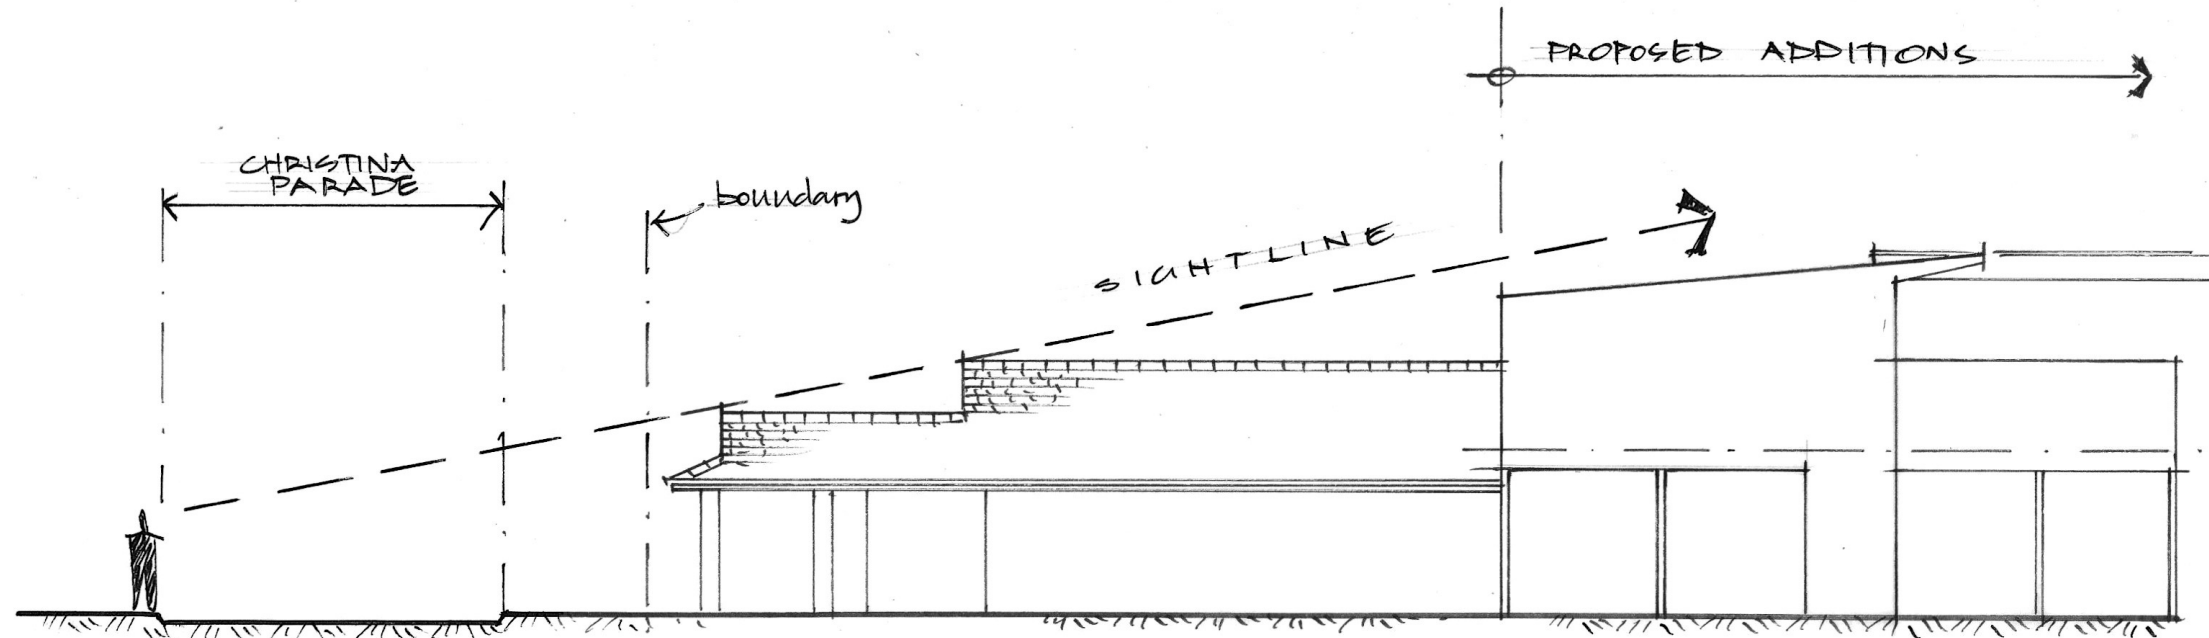 PROPOSED ADDITIONS
CHRISTINA
PARADE
boundary
SIGHTLINE